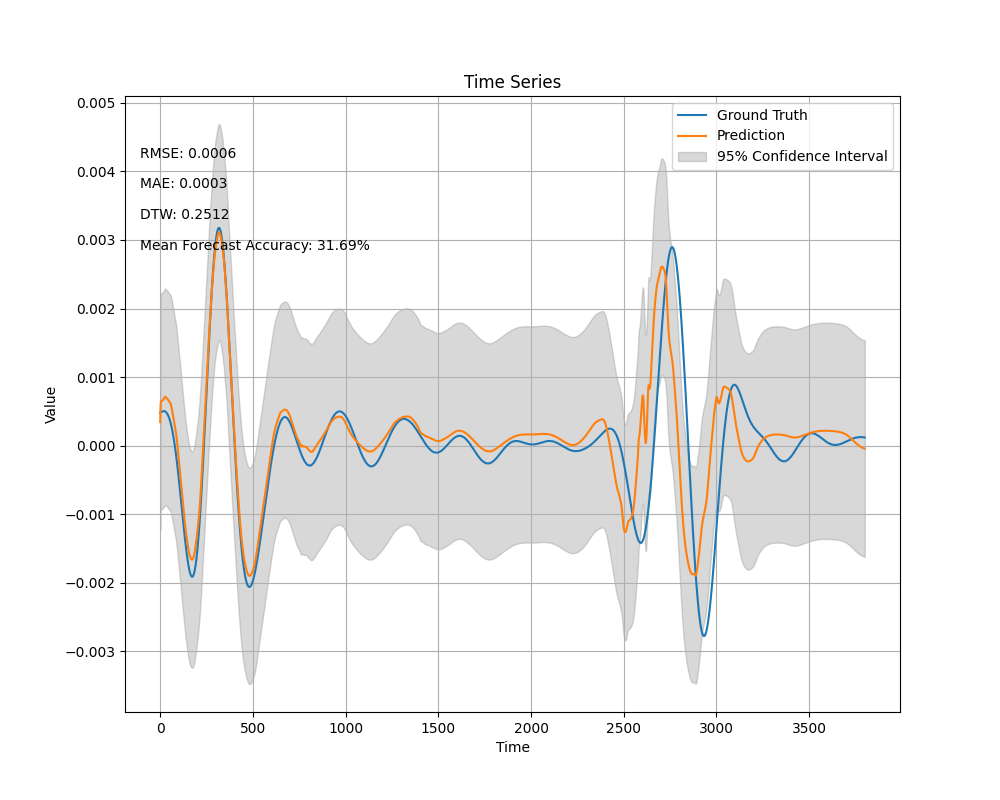 Time Series
Ground Truth
Prediction
95% Confidence Interval
RMSE: 0.0006
MAE: 0.0003
DTW: 0.2512
Mean Forecast Accuracy: 31.69%
Value
0.005
0.004
0.003
0.002
0.001
0.000
−0.001
−0.002
−0.003
0 500 1000 1500 2000 2500 3000 3500
Time